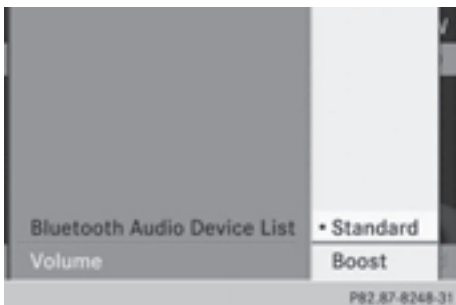 Bluetooth Audio Device List • Standard
Volume Boost
P82.87-8248-31